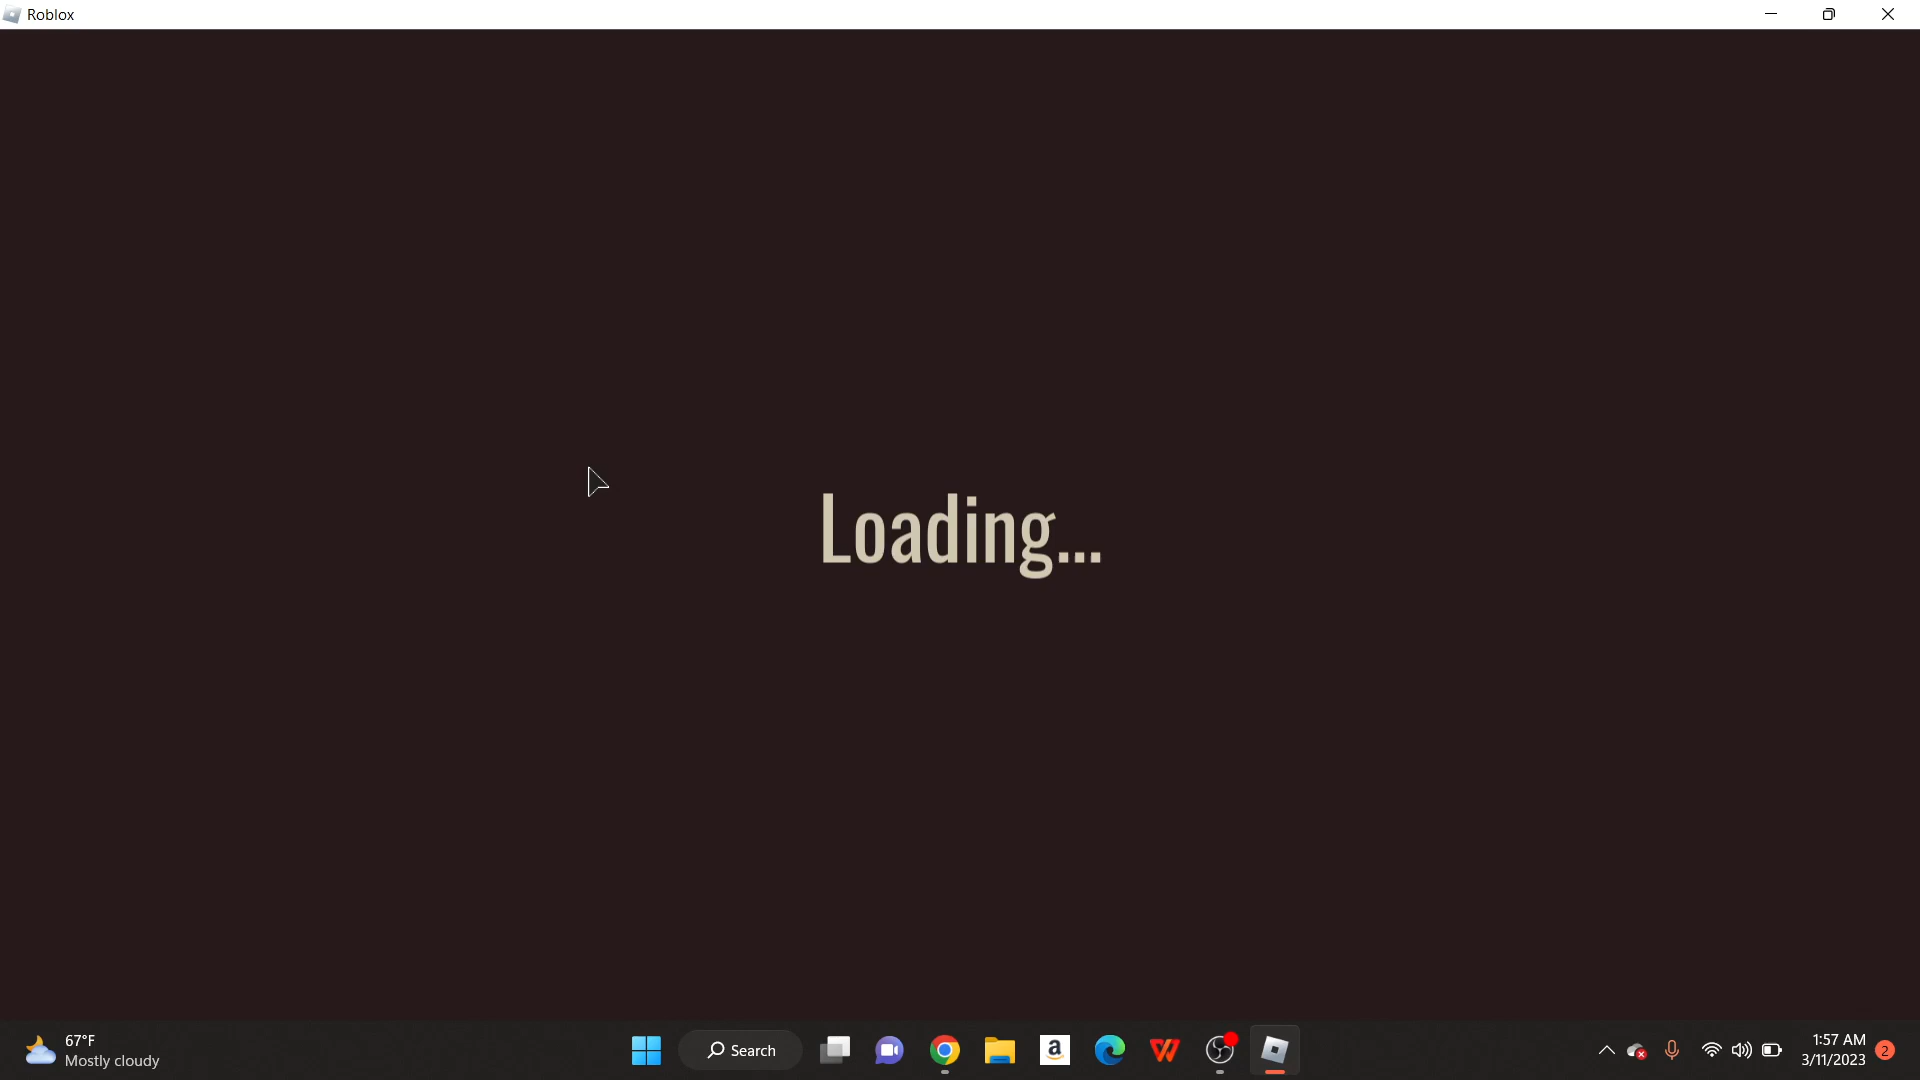 Roblox
Loading...
67°F
Mostly cloudy
Search
a
1:57 AM
3/11/2023
2